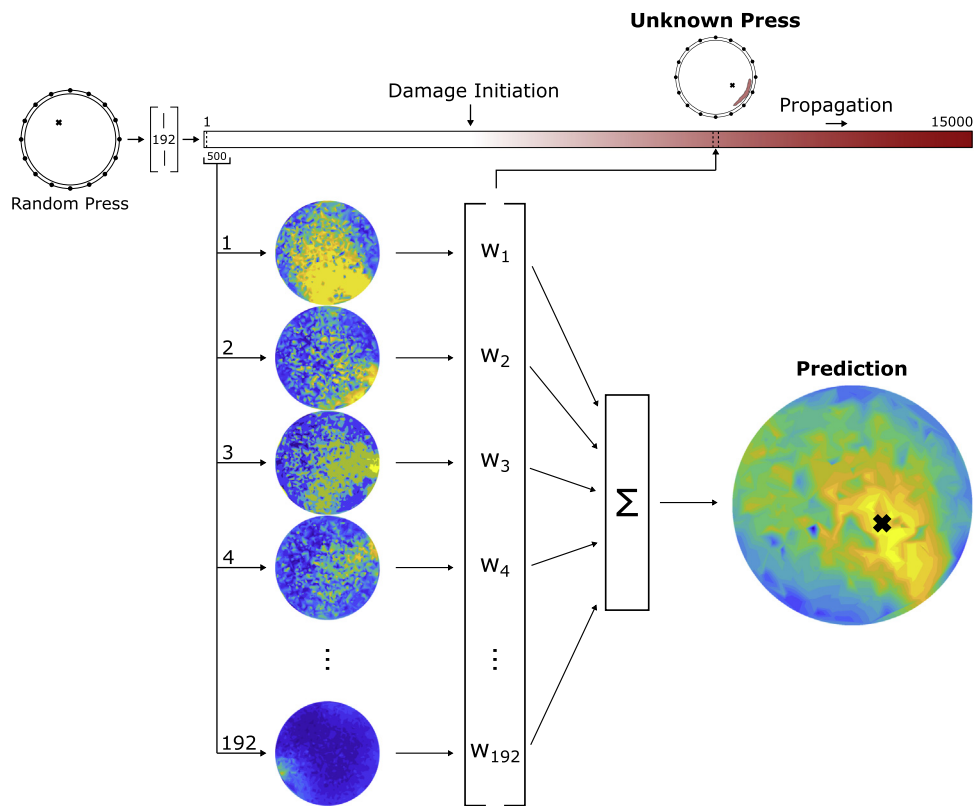 Unknown Press
Damage Initiation
Propagation
1
15000
192
500
Random Press
1
w1
2
w2
3
w3
4
w4
⋮
⋮
192
w192
Σ
Prediction